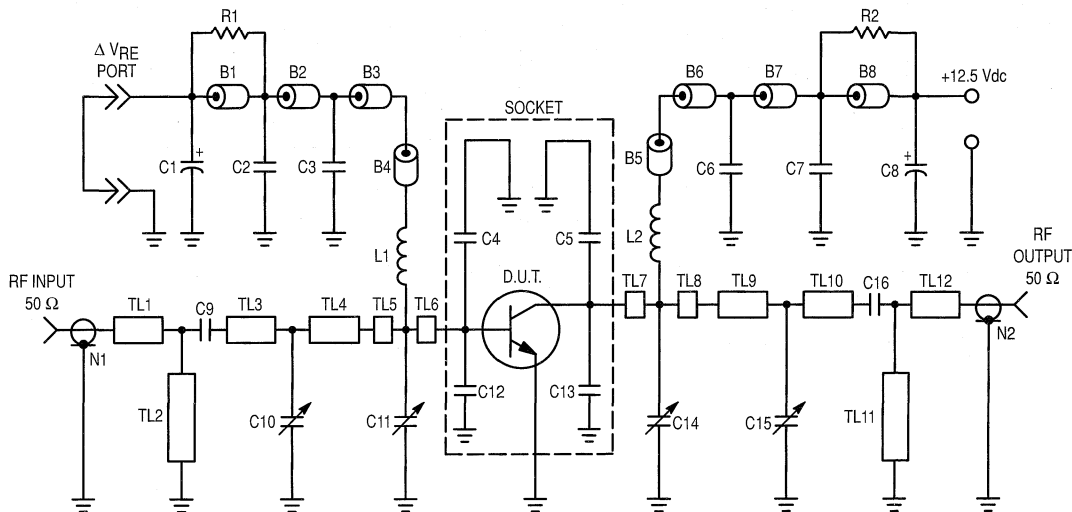 R1
R2
Δ V_RE
PORT
B1
B2
B3
B6
B7
B8
+12.5 Vdc
SOCKET
C1
+
C2
C3
B4
B5
C6
C7
C8
+
C4
C5
L1
L2
RF INPUT
50 Ω
RF
OUTPUT
50 Ω
D.U.T.
TL1
C9
TL3
TL4
TL5
TL6
TL7
TL8
TL9
TL10
C16
TL12
N1
N2
TL2
C10
C11
C12
C13
C14
C15
TL11